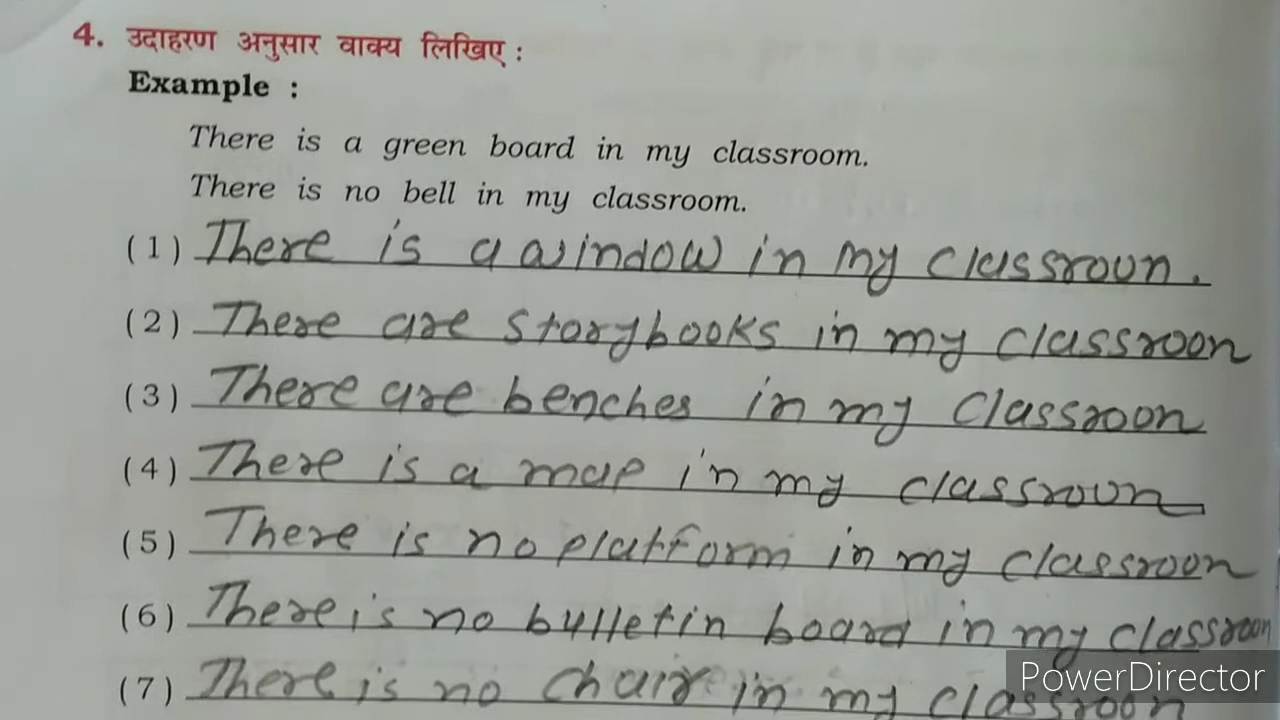 4. उदाहरण अनुसार वाक्य लिखिए :
Example :
There is a green board in my classroom.
There is no bell in my classroom.
(1) There is a window in my classroon.
(2) There are storybooks in my classroon
(3) There are benches in my classroon
(4) There is a map in my classroon
(5) There is no platform in my classroon
(6) There is no bulletin board in my classroon
(7) There is no chair in my classroon
PowerDirector